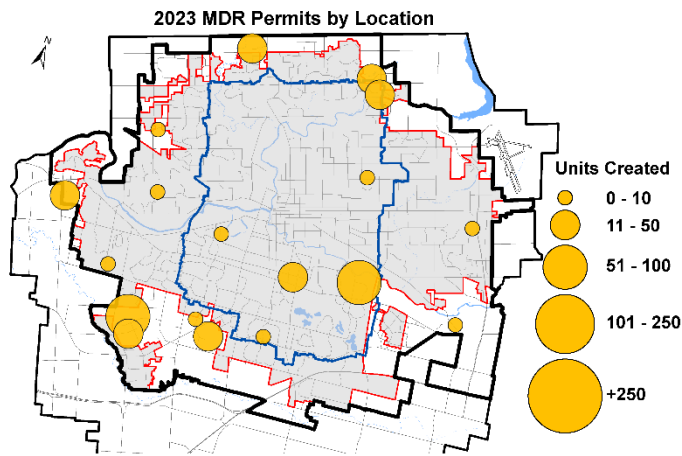 2023 MDR Permits by Location
Units Created
0 - 10
11 - 50
51 - 100
101 - 250
+250